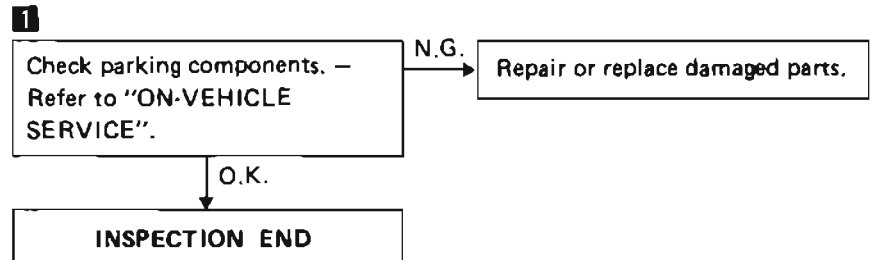 1
Check parking components. —
Refer to "ON-VEHICLE
SERVICE".
N.G.
Repair or replace damaged parts.
O.K.
INSPECTION END